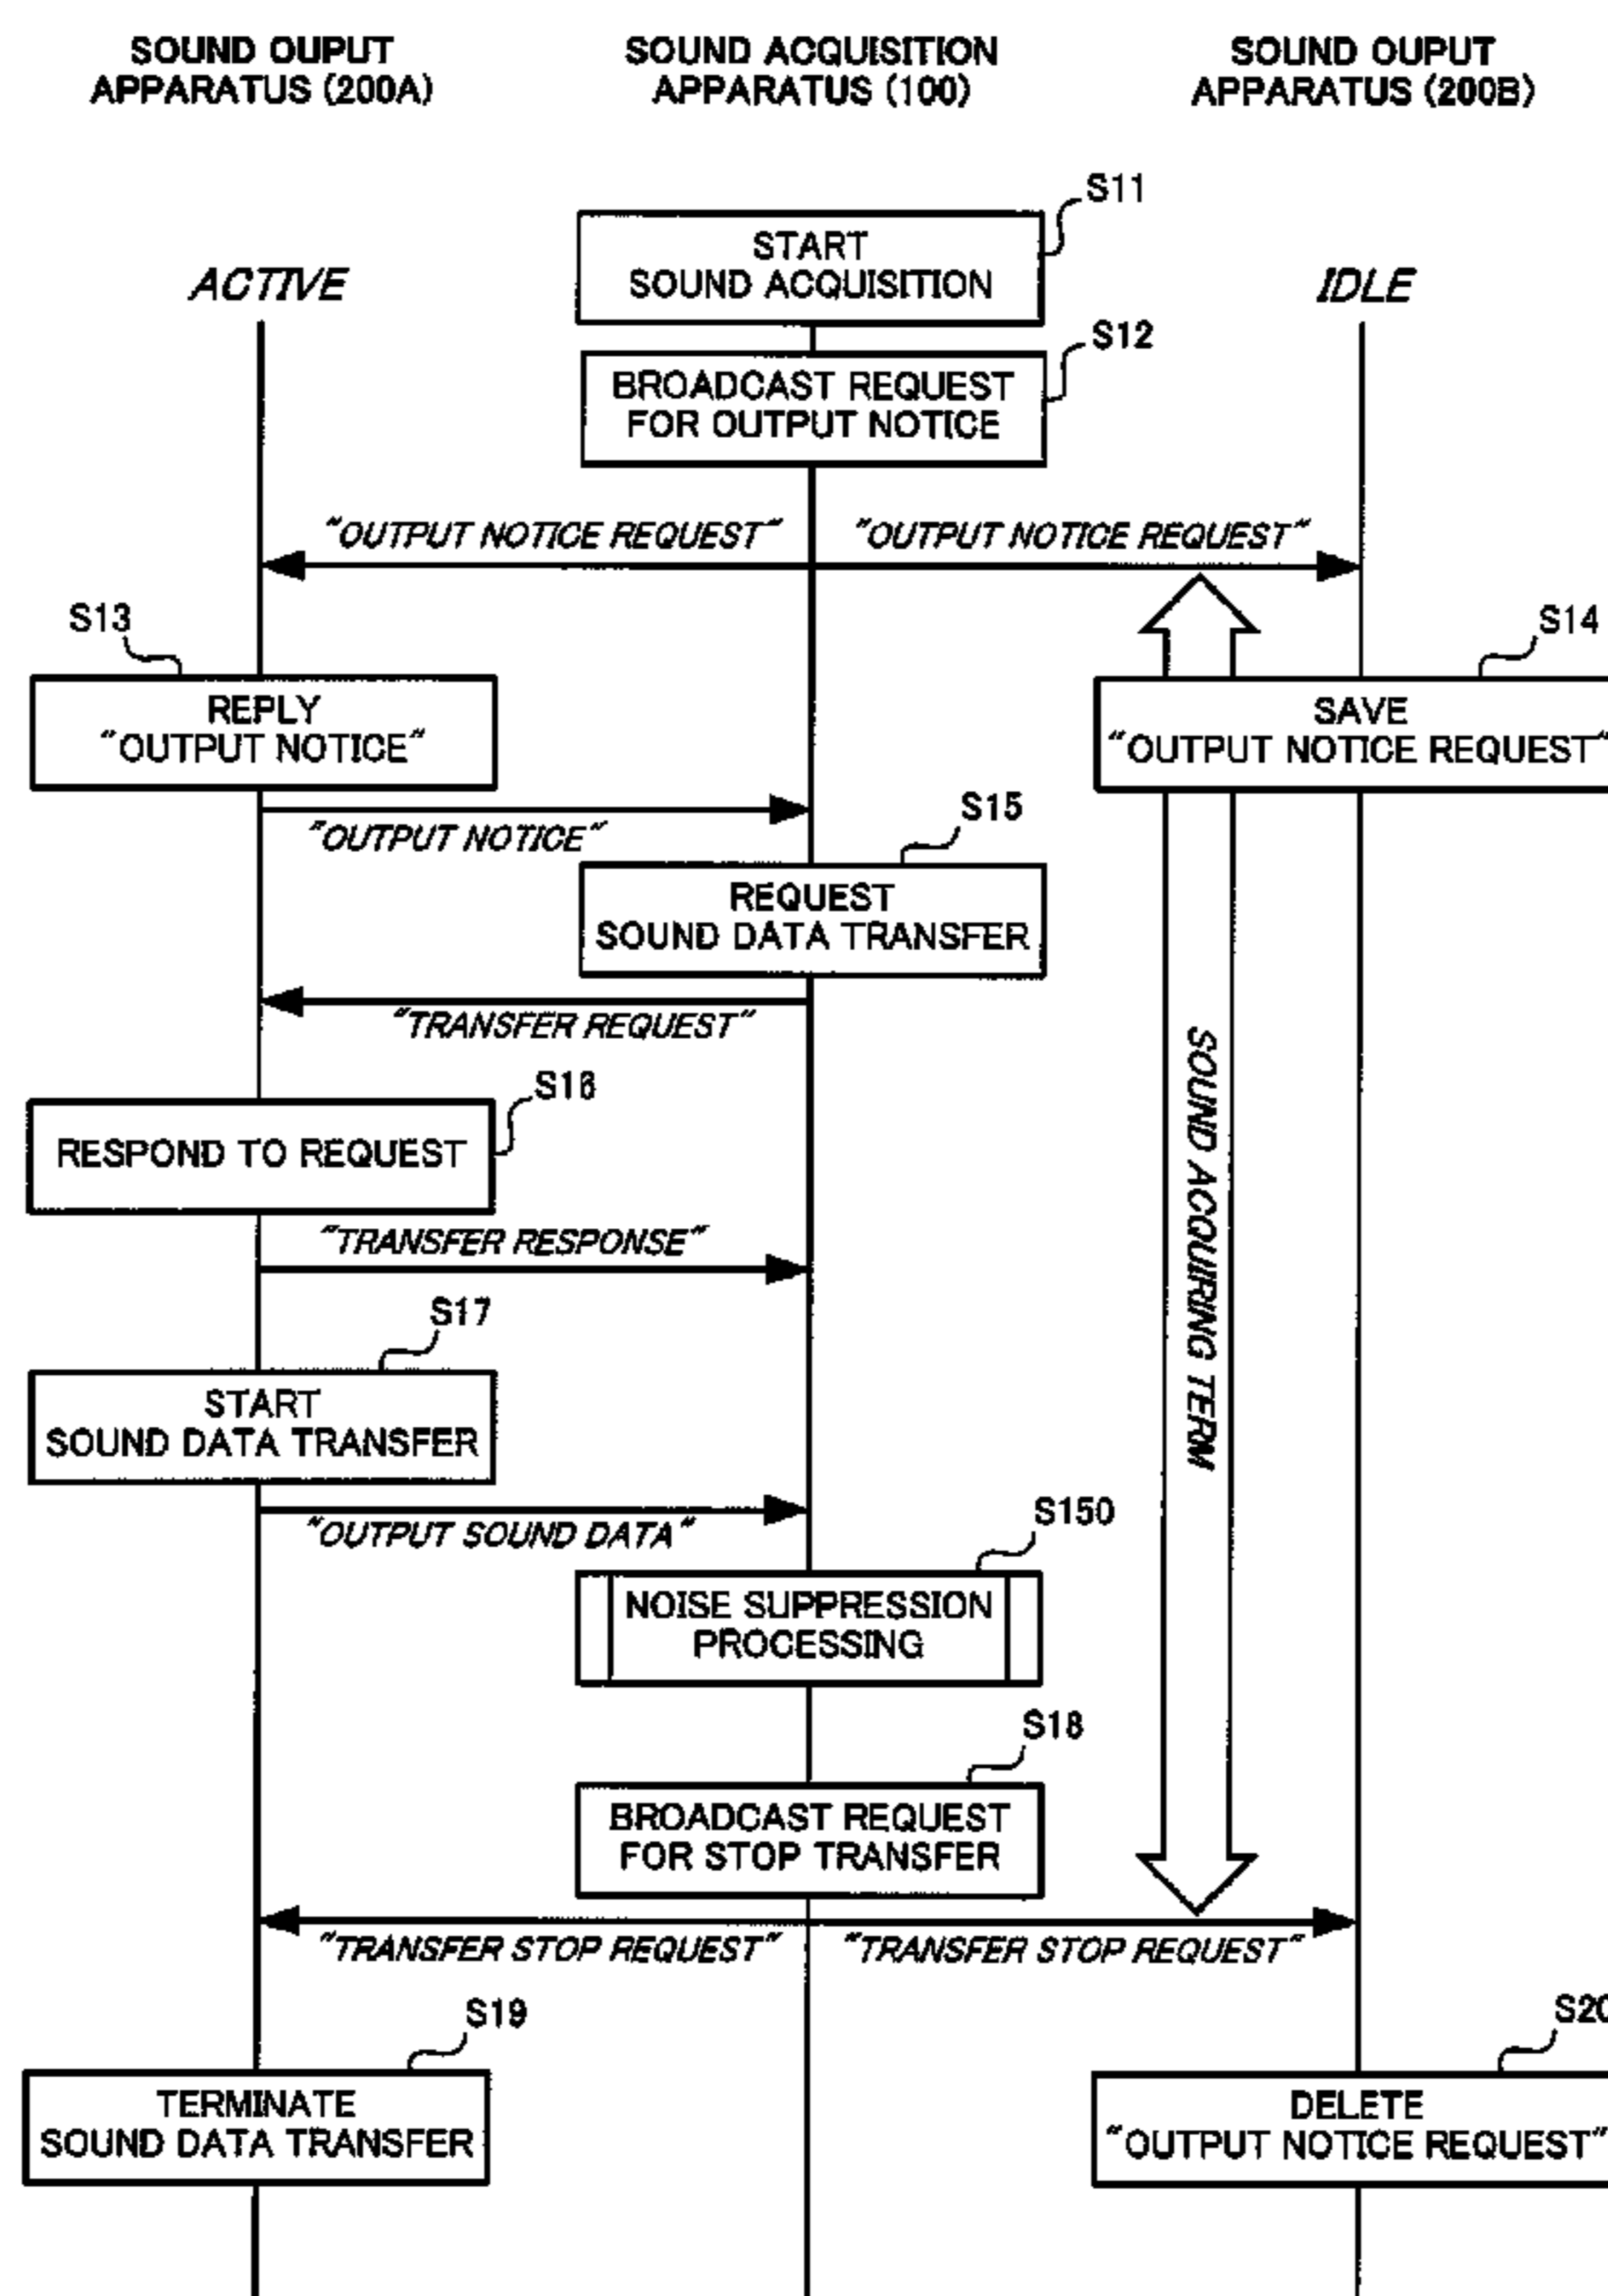 SOUND OUPUT
APPARATUS (200A)
SOUND ACQUISITION
APPARATUS (100)
SOUND OUPUT
APPARATUS (200B)
S11
START
SOUND ACQUISITION
ACTIVE
IDLE
S12
BROADCAST REQUEST
FOR OUTPUT NOTICE
"OUTPUT NOTICE REQUEST"
"OUTPUT NOTICE REQUEST"
S13
S14
REPLY
"OUTPUT NOTICE"
SAVE
"OUTPUT NOTICE REQUEST"
"OUTPUT NOTICE"
S15
REQUEST
SOUND DATA TRANSFER
"TRANSFER REQUEST"
SOUND ACQUIRING TERM
S16
RESPOND TO REQUEST
"TRANSFER RESPONSE"
S17
START
SOUND DATA TRANSFER
"OUTPUT SOUND DATA"
S150
NOISE SUPPRESSION
PROCESSING
S18
BROADCAST REQUEST
FOR STOP TRANSFER
"TRANSFER STOP REQUEST"
"TRANSFER STOP REQUEST"
S19
S20
TERMINATE
SOUND DATA TRANSFER
DELETE
"OUTPUT NOTICE REQUEST"